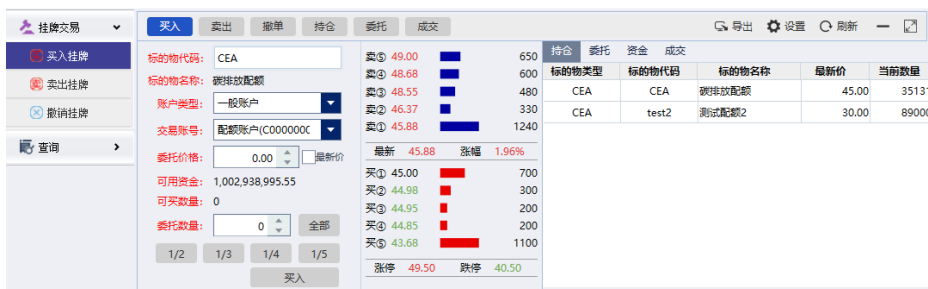 挂牌交易
买入挂牌
卖出挂牌
撤销挂牌
查询
买入 卖出 撤单 持仓 委托 成交 导出 设置 刷新
标的物代码: CEA
标的物名称: 碳排放配额
账户类型: 一般账户
交易账号: 配额账户(C0000000
委托价格: 0.00 最新价
可用资金: 1,002,938,995.55
可买数量: 0
委托数量: 0 全部
1/2 1/3 1/4 1/5
买入
卖⑤ 49.00 650
卖④ 48.68 600
卖③ 48.55 480
卖② 46.37 330
卖① 45.88 1240
最新 45.88 涨幅 1.96%
买① 45.00 700
买② 44.98 300
买③ 44.95 200
买④ 44.85 200
买⑤ 43.68 1100
涨停 49.50 跌停 40.50
持仓 委托 资金 成交
标的物类型 标的物代码 标的物名称 最新价 当前数量
CEA CEA 碳排放配额 45.00 35131
CEA test2 测试配额2 30.00 89000